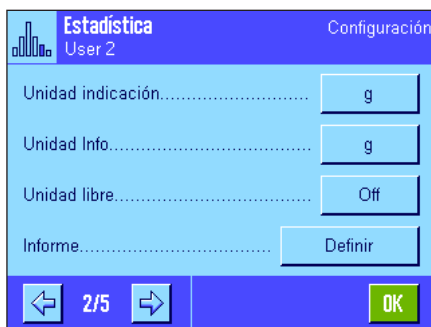 Estadística Configuración
User 2
Unidad indicación............................ g
Unidad Info..................................... g
Unidad libre.................................... Off
Informe................................ Definir
2/5 OK